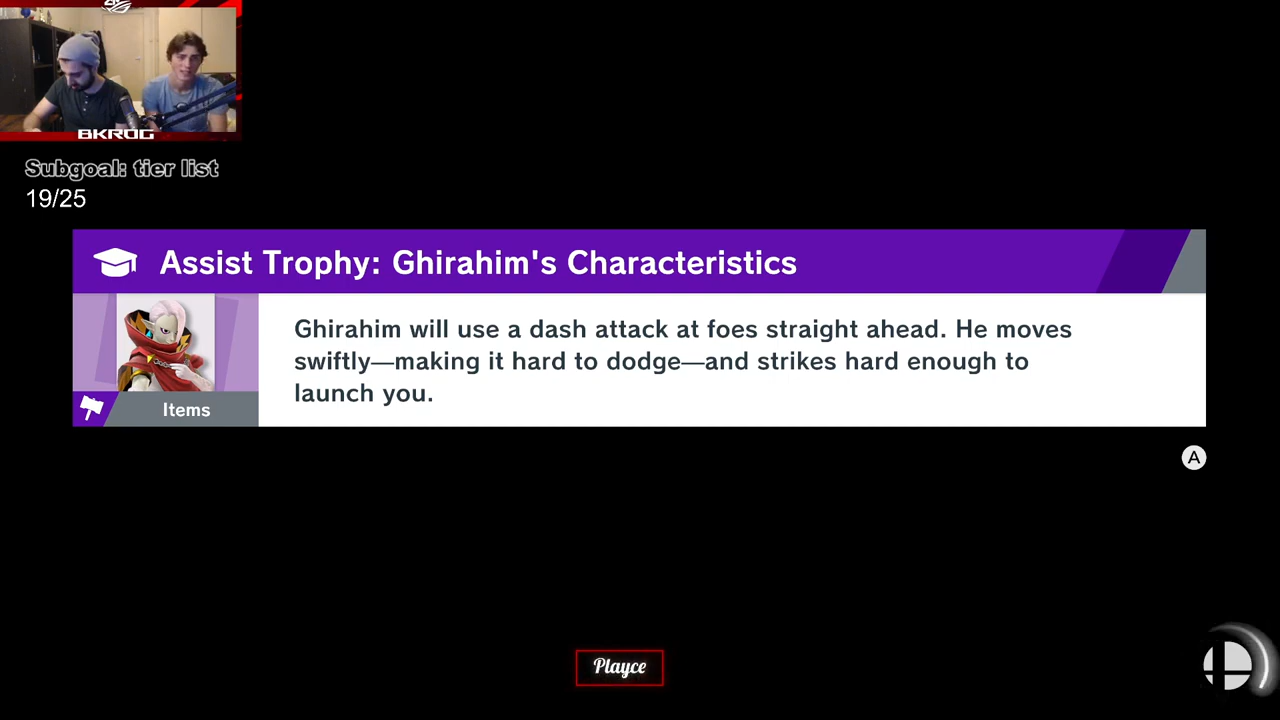 BKROG
Subgoal: tier list
19/25
Assist Trophy: Ghirahim's Characteristics
Ghirahim will use a dash attack at foes straight ahead. He moves
swiftly—making it hard to dodge—and strikes hard enough to
launch you.
Items
A
Playce